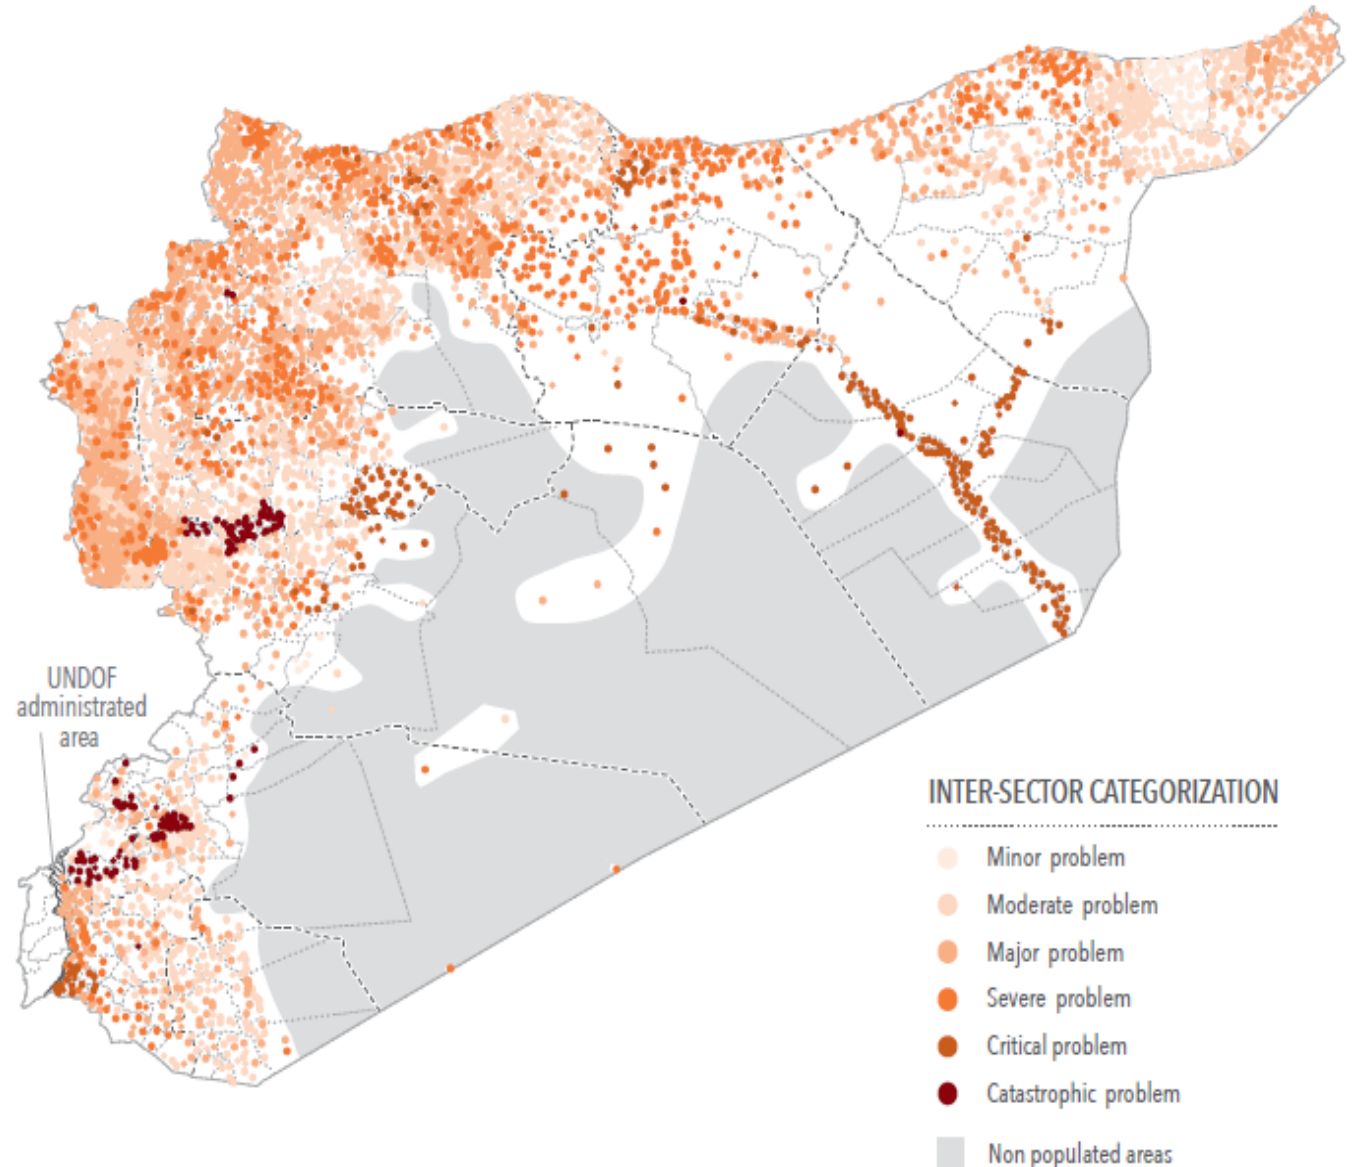 UNDOF
administrated
area
INTER-SECTOR CATEGORIZATION
Minor problem
Moderate problem
Major problem
Severe problem
Critical problem
Catastrophic problem
Non populated areas